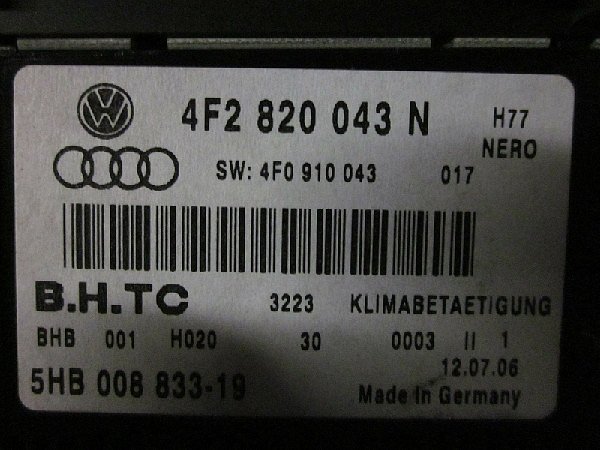 4F2 820 043 N H77
NERO
SW: 4F0 910 043 017
B.H.TC 3223 KLIMABETAETIGUNG
BHB 001 H020 30 0003 II 1
12.07.06
5HB 008 833-19 Made In Germany